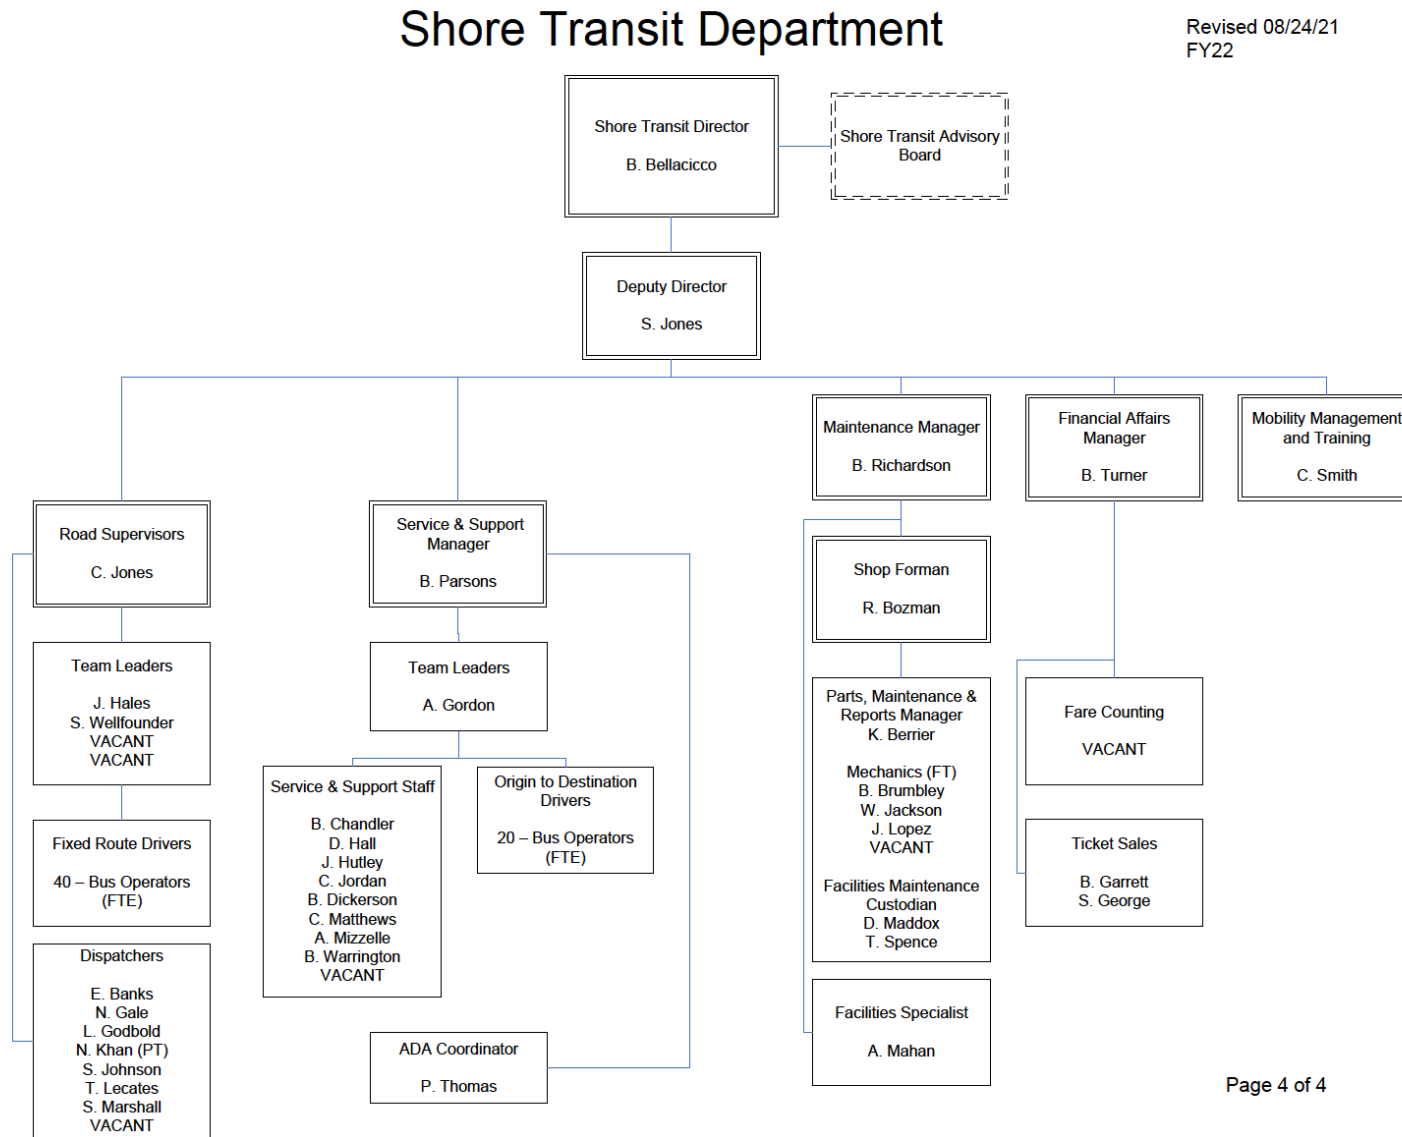 Shore Transit Department
Revised 08/24/21
FY22
Shore Transit Director
B. Bellacicco
Shore Transit Advisory
Board
Deputy Director
S. Jones
Road Supervisors
C. Jones
Team Leaders
J. Hales
S. Wellfounder
VACANT
VACANT
Fixed Route Drivers
40 – Bus Operators
(FTE)
Dispatchers
E. Banks
N. Gale
L. Godbold
N. Khan (PT)
S. Johnson
T. Lecates
S. Marshall
VACANT
Service & Support
Manager
B. Parsons
Team Leaders
A. Gordon
Service & Support Staff
B. Chandler
D. Hall
J. Hutley
C. Jordan
B. Dickerson
C. Matthews
A. Mizzelle
B. Warrington
VACANT
Origin to Destination
Drivers
20 – Bus Operators
(FTE)
ADA Coordinator
P. Thomas
Maintenance Manager
B. Richardson
Shop Forman
R. Bozman
Parts, Maintenance &
Reports Manager
K. Berrier
Mechanics (FT)
B. Brumbley
W. Jackson
J. Lopez
VACANT
Facilities Maintenance
Custodian
D. Maddox
T. Spence
Facilities Specialist
A. Mahan
Financial Affairs
Manager
B. Turner
Fare Counting
VACANT
Ticket Sales
B. Garrett
S. George
Mobility Management
and Training
C. Smith
Page 4 of 4